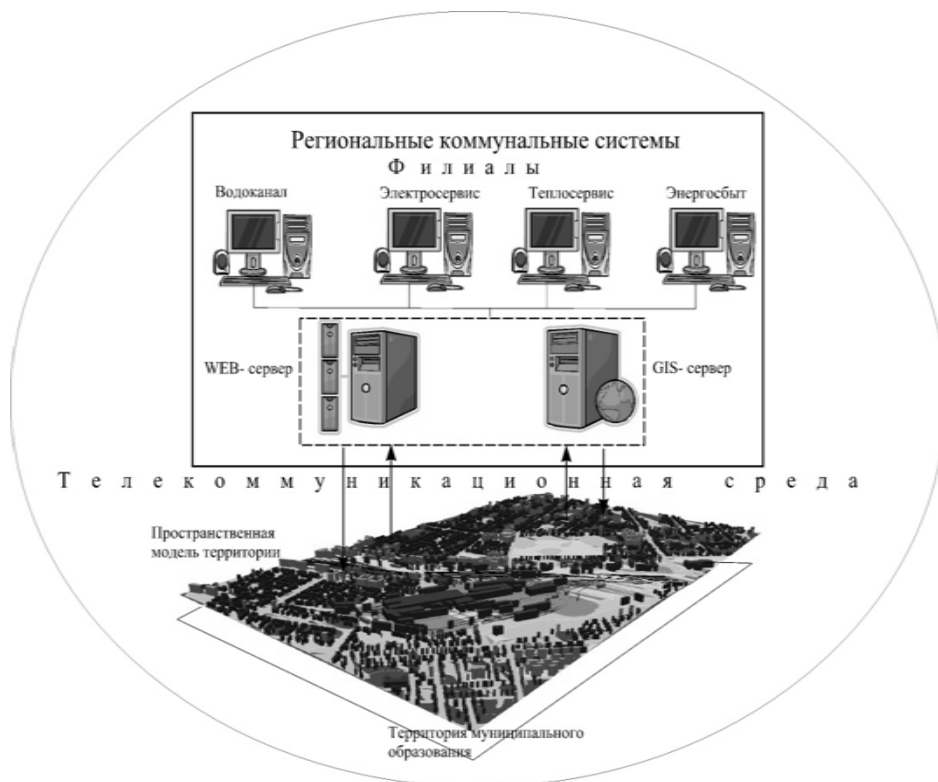 Региональные коммунальные системы
Филиалы
Водоканал Электросервис Теплосервис Энергосбыт
WEB- сервер GIS- сервер
Телекоммуникационная среда
Пространственная
модель территории
Территория муниципального
образования